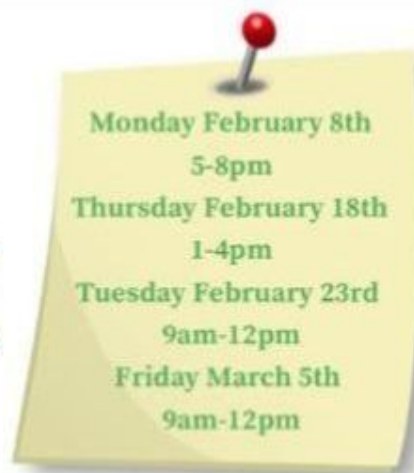 Monday February 8th
5-8pm
Thursday February 18th
1-4pm
Tuesday February 23rd
9am-12pm
Friday March 5th
9am-12pm